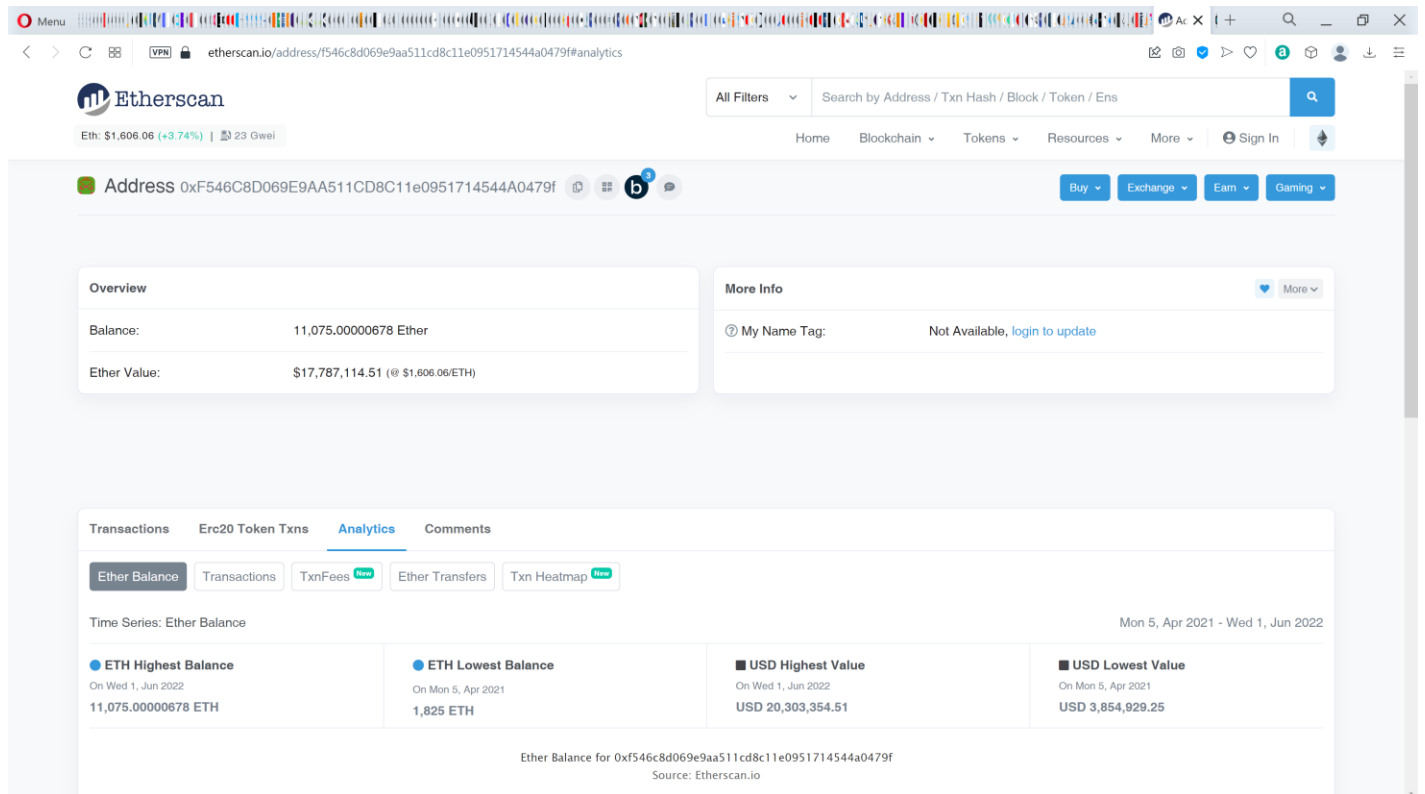 Menu
Ac
VPN etherscan.io/address/f546c8d069e9aa511cd8c11e0951714544a0479f#analytics
Etherscan
All Filters Search by Address / Txn Hash / Block / Token / Ens
Eth: $1,606.06 (+3.74%) | 23 Gwei
Home Blockchain Tokens Resources More Sign In
Address 0xF546C8D069E9AA511CD8C11e0951714544A0479f b 3
Buy Exchange Earn Gaming
Overview
Balance: 11,075.00000678 Ether
Ether Value: $17,787,114.51 (@ $1,606.06/ETH)
More Info More
My Name Tag: Not Available, login to update
Transactions Erc20 Token Txns Analytics Comments
Ether Balance Transactions TxnFees New Ether Transfers Txn Heatmap New
Time Series: Ether Balance Mon 5, Apr 2021 - Wed 1, Jun 2022
ETH Highest Balance
On Wed 1, Jun 2022
11,075.00000678 ETH
ETH Lowest Balance
On Mon 5, Apr 2021
1,825 ETH
USD Highest Value
On Wed 1, Jun 2022
USD 20,303,354.51
USD Lowest Value
On Mon 5, Apr 2021
USD 3,854,929.25
Ether Balance for 0xf546c8d069e9aa511cd8c11e0951714544a0479f
Source: Etherscan.io